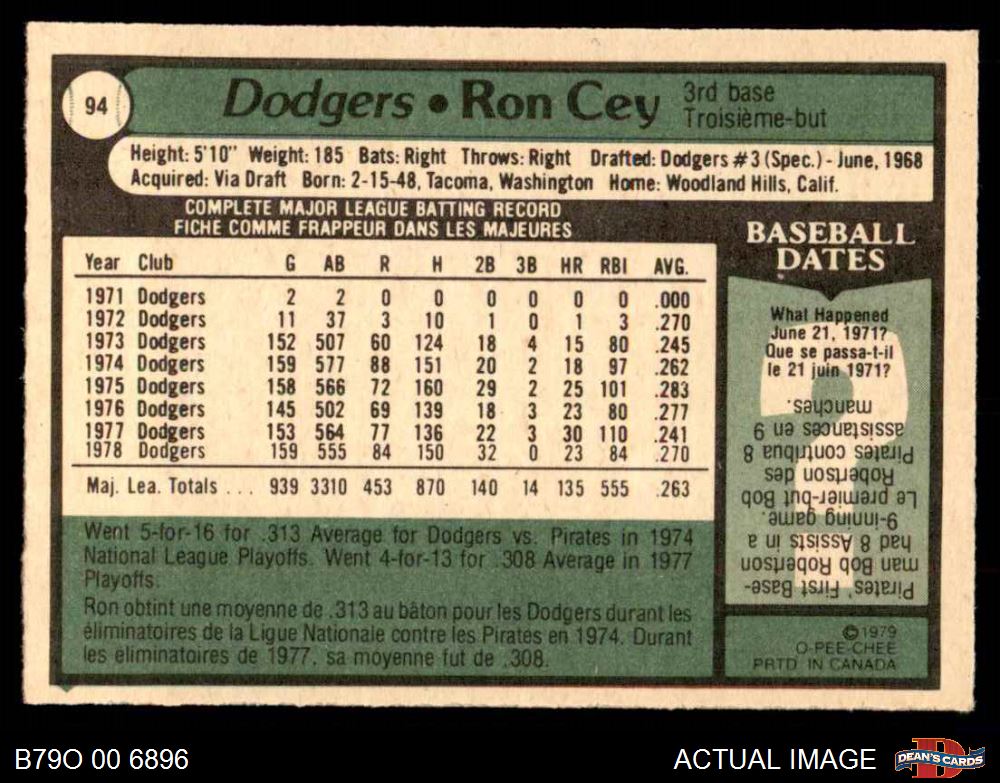 94
Dodgers • Ron Cey
3rd base
Troisième-but
Height: 5'10" Weight: 185 Bats: Right Throws: Right Drafted: Dodgers #3 (Spec.) - June, 1968
Acquired: Via Draft Born: 2-15-48, Tacoma, Washington Home: Woodland Hills, Calif.
COMPLETE MAJOR LEAGUE BATTING RECORD
FICHE COMME FRAPPEUR DANS LES MAJEURES
Year Club G AB R H 2B 3B HR RBI AVG.
1971 Dodgers 2 2 0 0 0 0 0 0 .000
1972 Dodgers 11 37 3 10 1 0 1 3 .270
1973 Dodgers 152 507 60 124 18 4 15 80 .245
1974 Dodgers 159 577 88 151 20 2 18 97 .262
1975 Dodgers 158 566 72 160 29 2 25 101 .283
1976 Dodgers 145 502 69 139 18 3 23 80 .277
1977 Dodgers 153 564 77 136 22 3 30 110 .241
1978 Dodgers 159 555 84 150 32 0 23 84 .270
Maj. Lea. Totals ... 939 3310 453 870 140 14 135 555 .263
Went 5-for-16 for .313 Average for Dodgers vs. Pirates in 1974
National League Playoffs. Went 4-for-13 for .308 Average in 1977
Playoffs.
Ron obtint une moyenne de .313 au bâton pour les Dodgers durant les
éliminatoires de la Ligue Nationale contre les Pirates en 1974. Durant
les eliminatoires de 1977, sa moyenne fut de .308.
BASEBALL
DATES
What Happened
June 21, 1971?
Que se passa-t-il
le 21 juin 1971?
Pirates' First Base-
man Bob Robertson
had 8 Assists in a
9-inning game.
Le premier-but Bob
Robertson des
Pirates contribua 8
assistances en 9
manches.
©1979
O-PEE-CHEE
PRTD IN CANADA
B79O 00 6896
ACTUAL IMAGE
DEAN'S CARDS